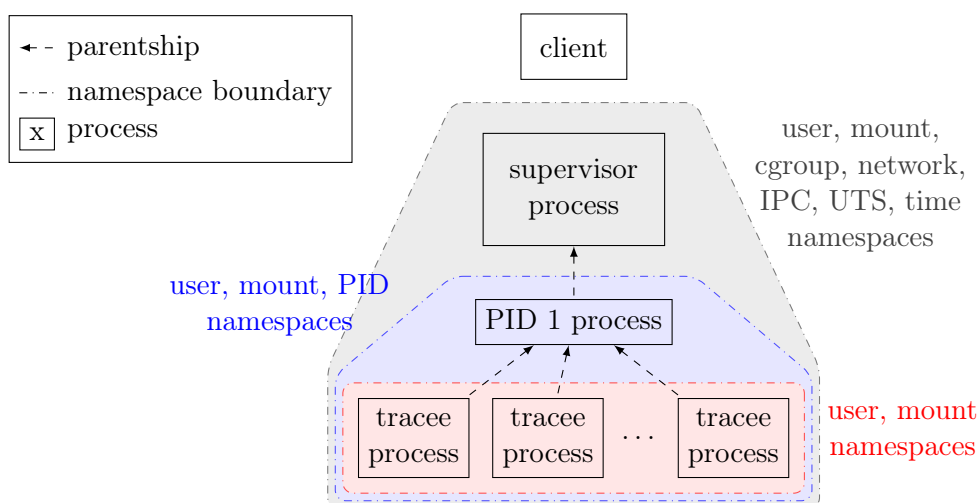 parentship
namespace boundary
x process
client
supervisor
process
user, mount,
cgroup, network,
IPC, UTS, time
namespaces
user, mount, PID
namespaces
PID 1 process
tracee
process
tracee
process
...
tracee
process
user, mount
namespaces